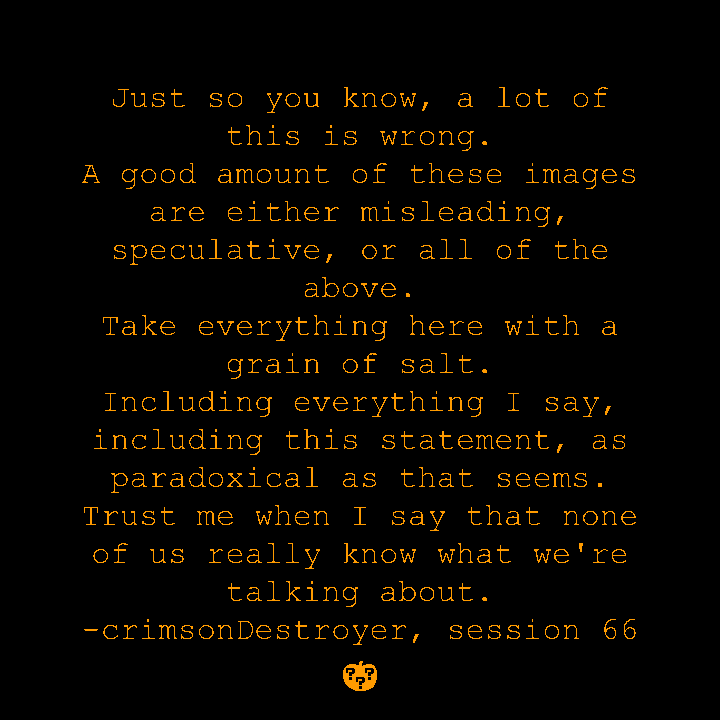 Just so you know, a lot of
this is wrong.
A good amount of these images
are either misleading,
speculative, or all of the
above.
Take everything here with a
grain of salt.
Including everything I say,
including this statement, as
paradoxical as that seems.
Trust me when I say that none
of us really know what we're
talking about.
-crimsonDestroyer, session 66
? ? ?